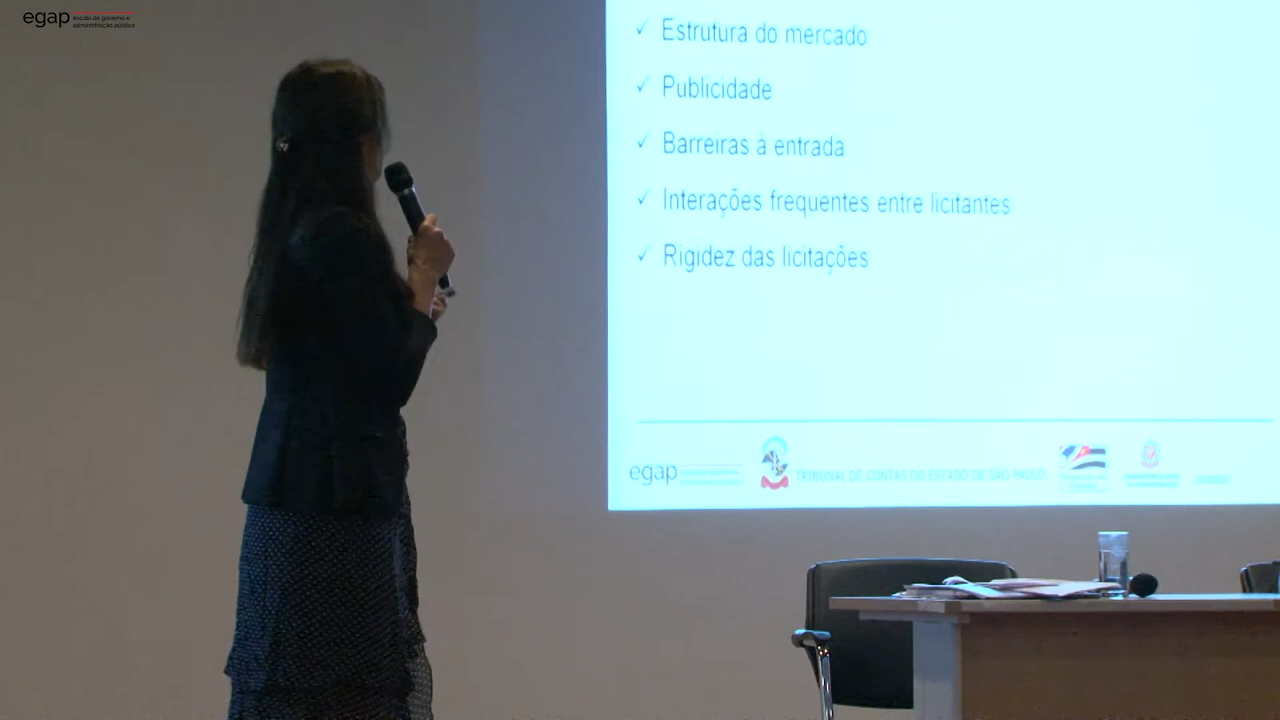 egap escola de governo e
administração pública
Estrutura do mercado
Publicidade
Barreiras à entrada
Interações frequentes entre licitantes
Rigidez das licitações
egap
TRIBUNAL DE CONTAS DO ESTADO DE SÃO PAULO